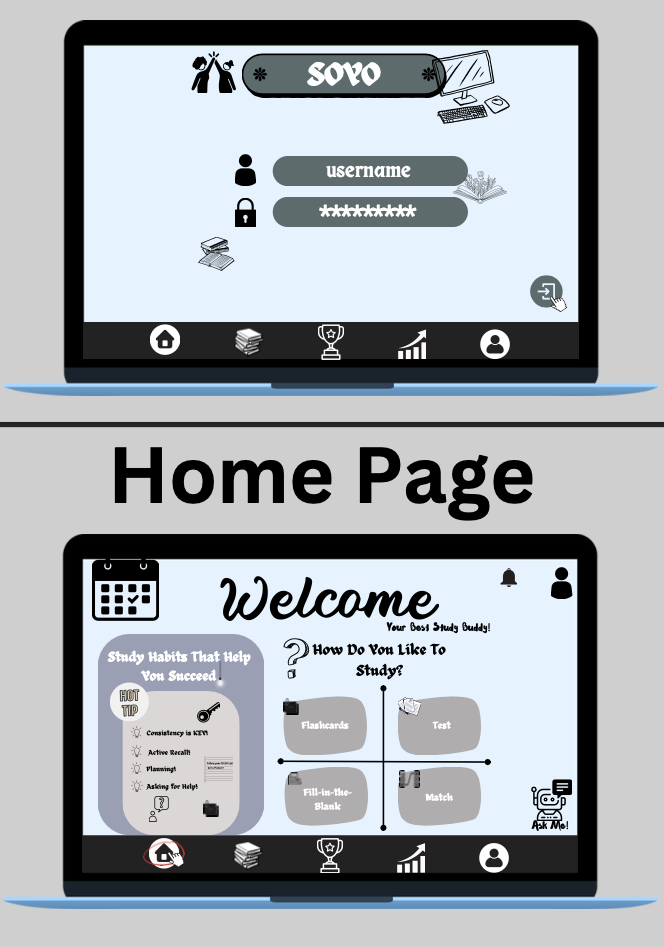 SOYO
username
*********
Home Page
Welcome
Your Best Study Buddy!
Study Habits That Help
You Succeed
HOT
TIP
Consistency is KEY!
Active Recall!
Planning!
Asking for Help!
How Do You Like To
Study?
Flashcards
Test
Fill-in-the-
Blank
Match
Ask Me!